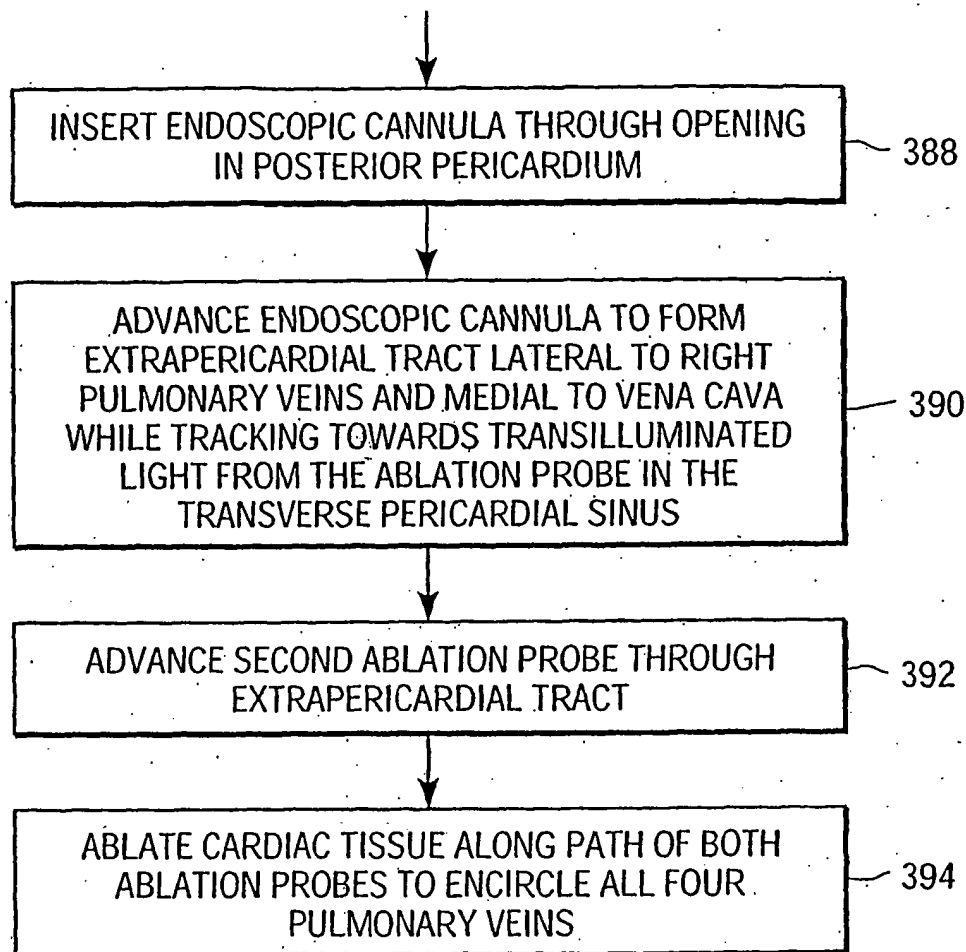 INSERT ENDOSCOPIC CANNULA THROUGH OPENING
IN POSTERIOR PERICARDIUM
388
ADVANCE ENDOSCOPIC CANNULA TO FORM
EXTRAPERICARDIAL TRACT LATERAL TO RIGHT
PULMONARY VEINS AND MEDIAL TO VENA CAVA
WHILE TRACKING TOWARDS TRANSILLUMINATED
LIGHT FROM THE ABLATION PROBE IN THE
TRANSVERSE PERICARDIAL SINUS
390
ADVANCE SECOND ABLATION PROBE THROUGH
EXTRAPERICARDIAL TRACT
392
ABLATE CARDIAC TISSUE ALONG PATH OF BOTH
ABLATION PROBES TO ENCIRCLE ALL FOUR
PULMONARY VEINS
394